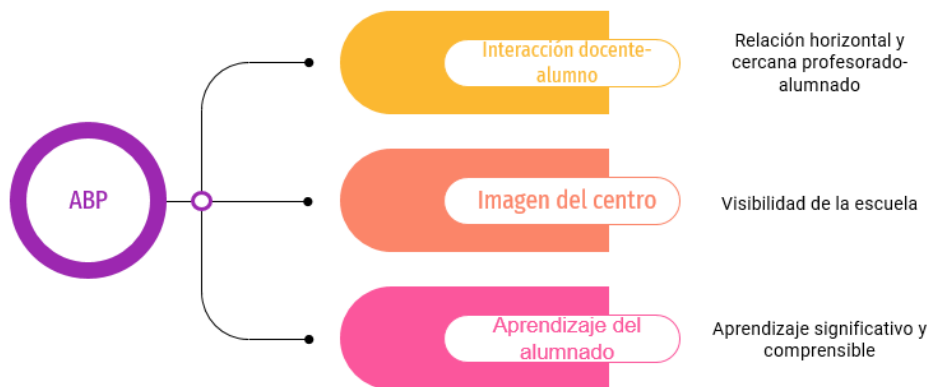 ABP
Interacción docente-
alumno
Relación horizontal y
cercana profesorado-
alumnado
Imagen del centro
Visibilidad de la escuela
Aprendizaje del
alumnado
Aprendizaje significativo y
comprensible